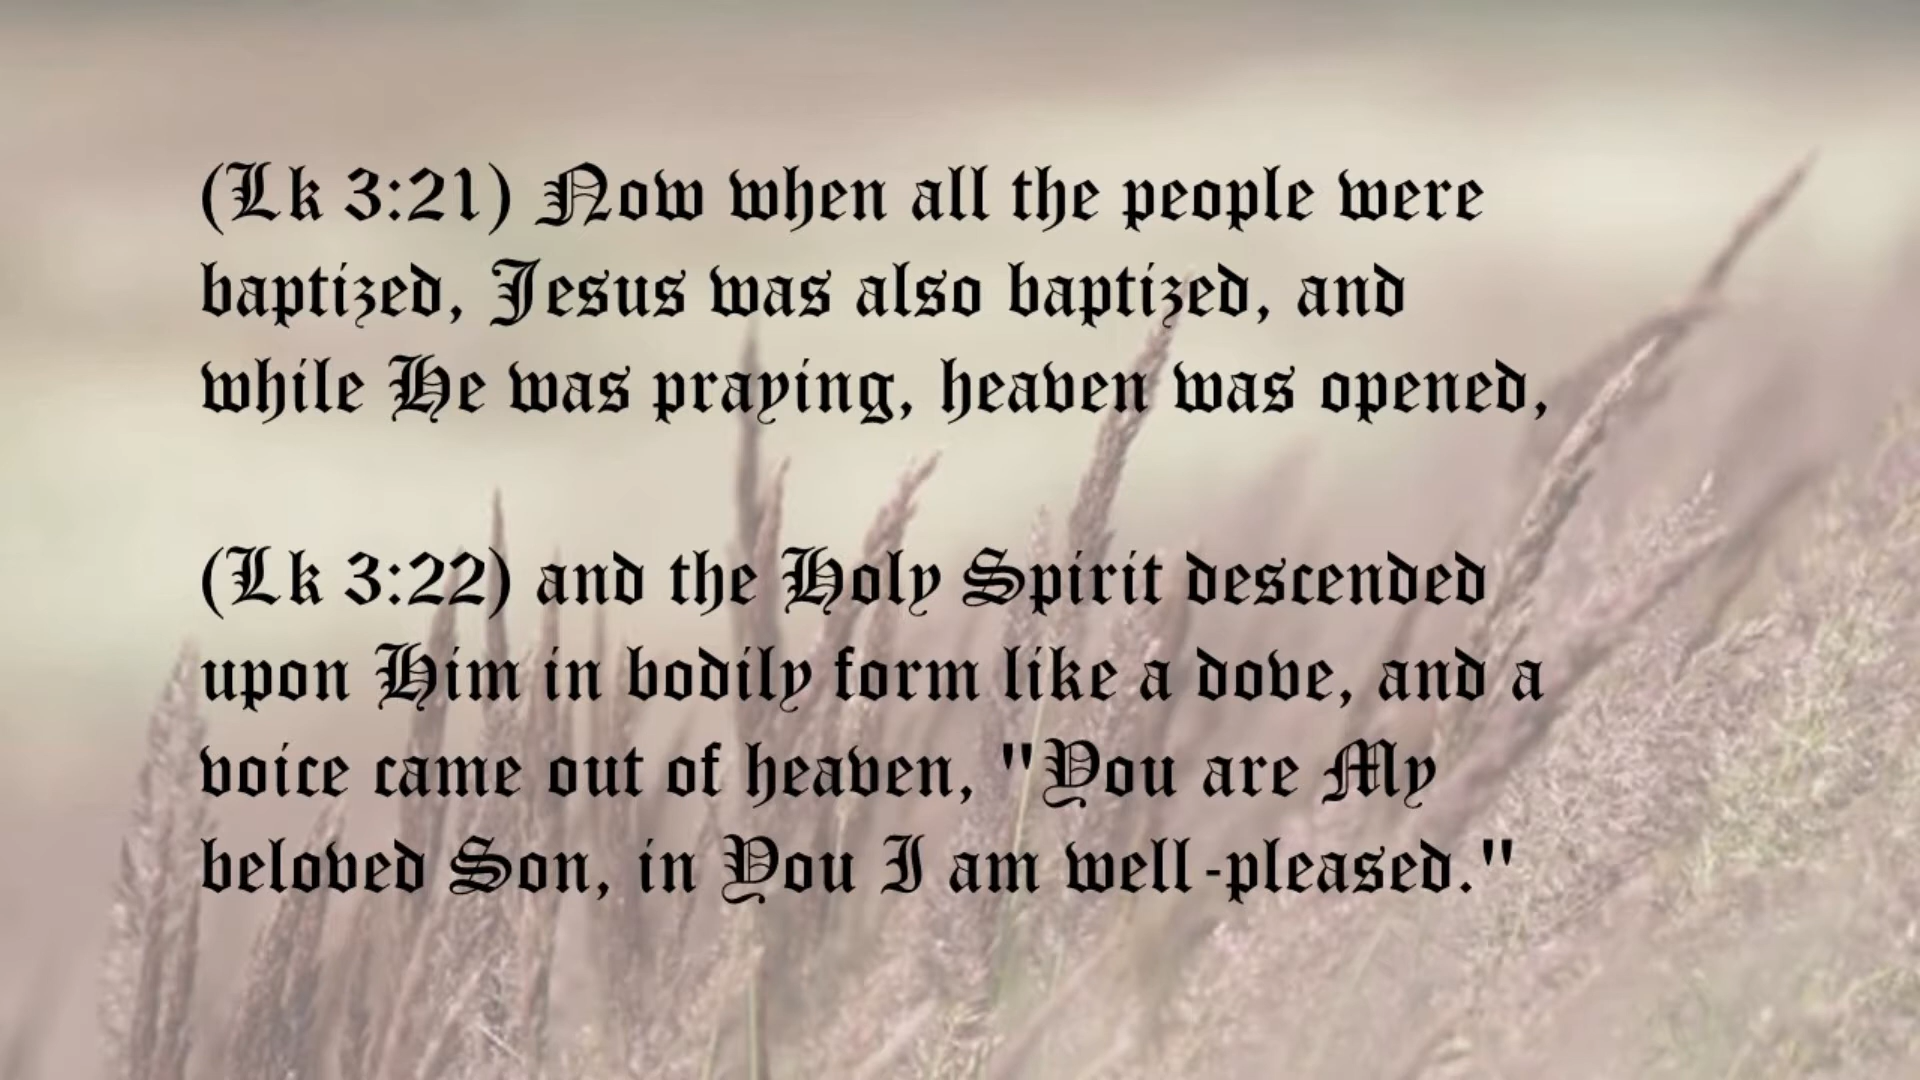 (Lk 3:21) Now when all the people were
baptized, Jesus was also baptized, and
while He was praying, heaven was opened,
(Lk 3:22) and the Holy Spirit descended
upon Him in bodily form like a dove, and a
voice came out of heaven, "You are My
beloved Son, in You I am well-pleased."